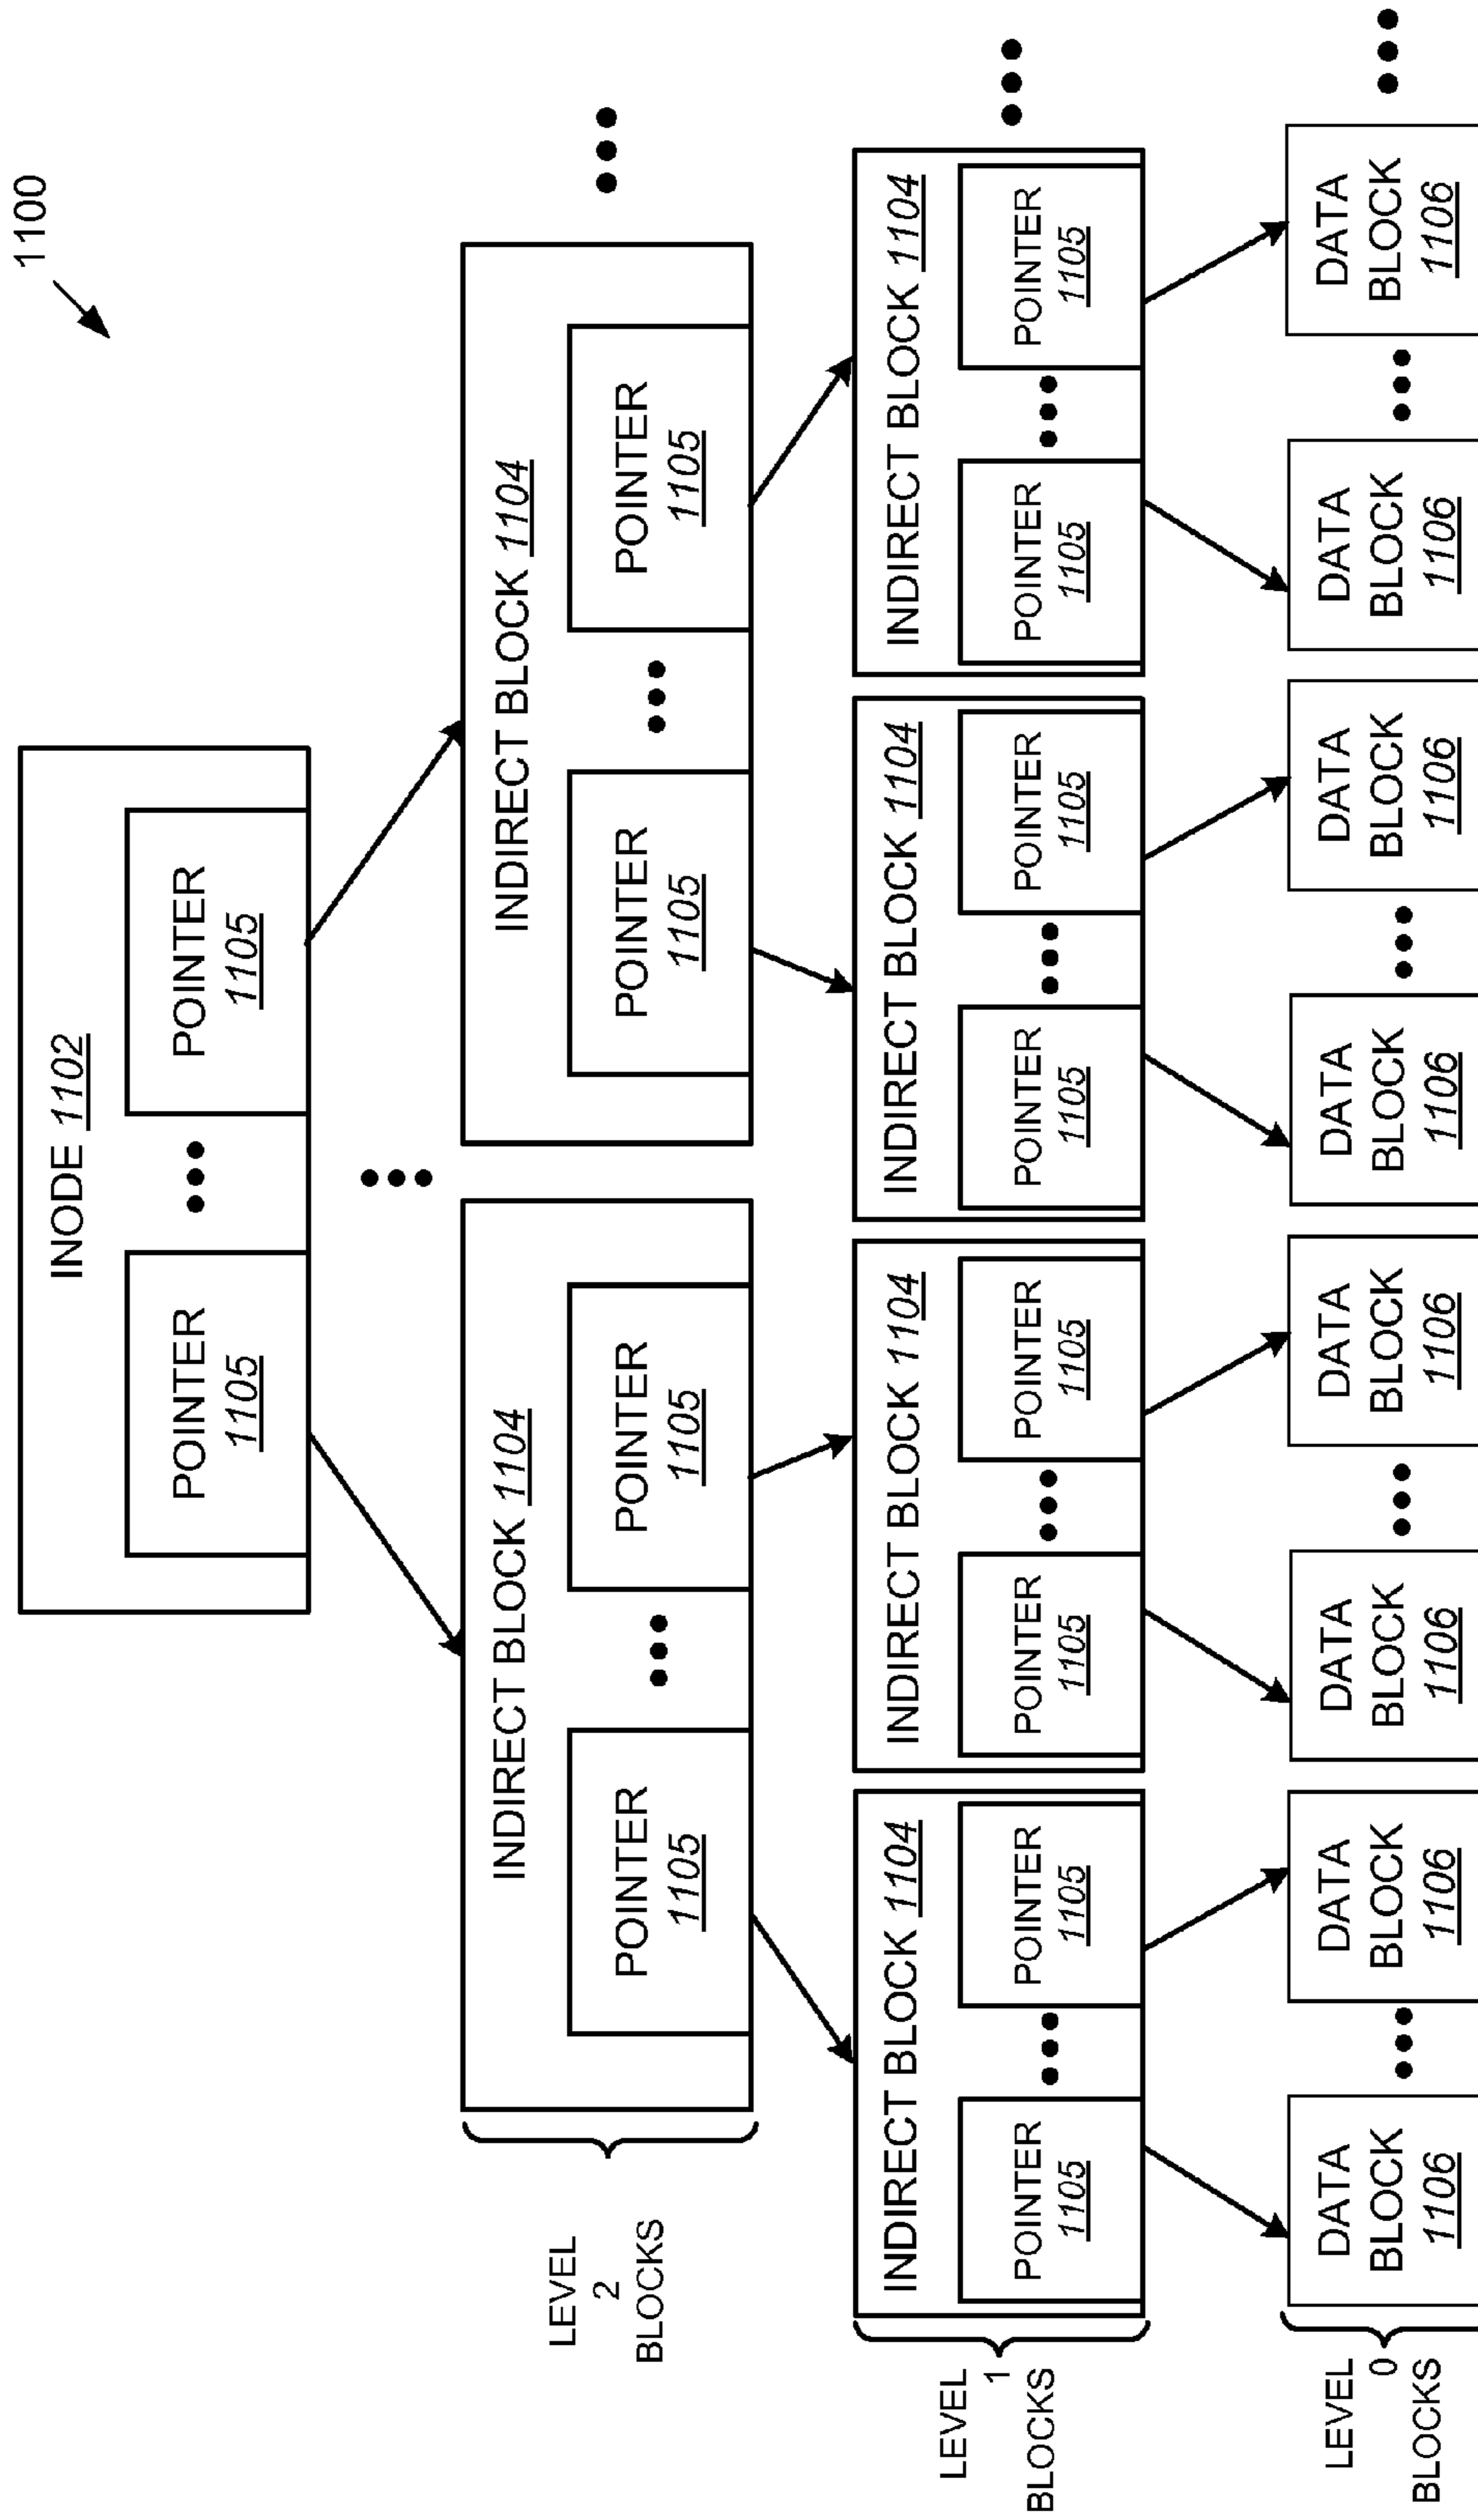 1100
INODE 1102
POINTER
1105
POINTER
1105
LEVEL
2
BLOCKS
INDIRECT BLOCK 1104
POINTER
1105
POINTER
1105
INDIRECT BLOCK 1104
POINTER
1105
POINTER
1105
LEVEL
1
BLOCKS
INDIRECT BLOCK 1104
POINTER
1105
POINTER
1105
INDIRECT BLOCK 1104
POINTER
1105
POINTER
1105
INDIRECT BLOCK 1104
POINTER
1105
POINTER
1105
INDIRECT BLOCK 1104
POINTER
1105
POINTER
1105
LEVEL
0
BLOCKS
DATA
BLOCK
1106
DATA
BLOCK
1106
DATA
BLOCK
1106
DATA
BLOCK
1106
DATA
BLOCK
1106
DATA
BLOCK
1106
DATA
BLOCK
1106
DATA
BLOCK
1106